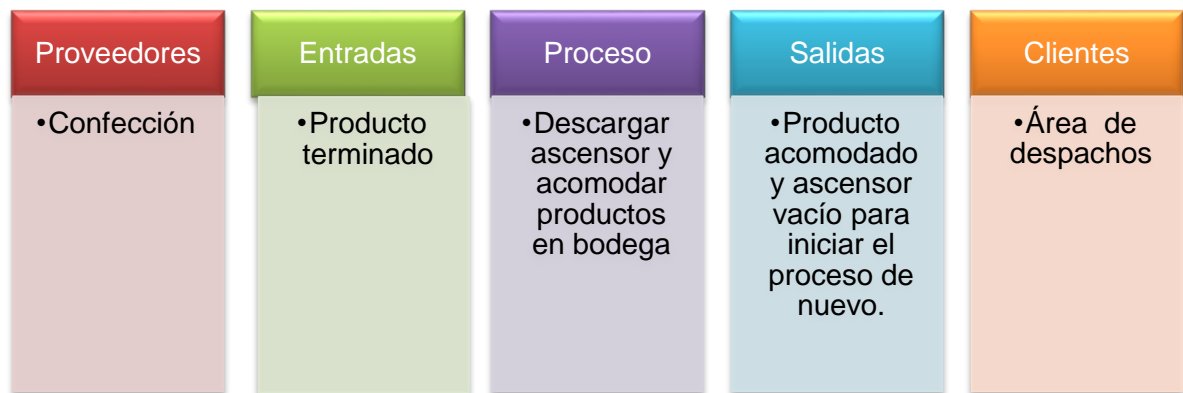 Proveedores
•Confección
Entradas
•Producto
terminado
Proceso
•Descargar
ascensor y
acomodar
productos
en bodega
Salidas
•Producto
acomodado
y ascensor
vacío para
iniciar el
proceso de
nuevo.
Clientes
•Área de
despachos